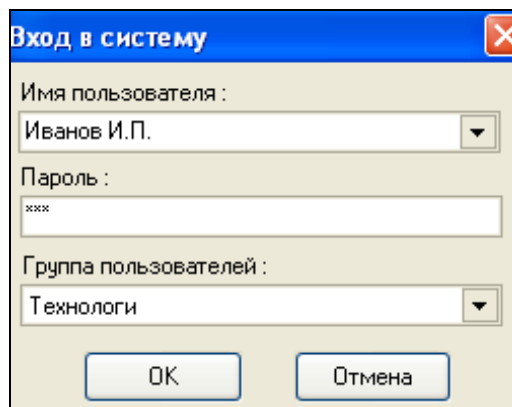 Вход в систему
Имя пользователя :
Иванов И.П.
Пароль :
***
Группа пользователей :
Технологи
OK
Отмена